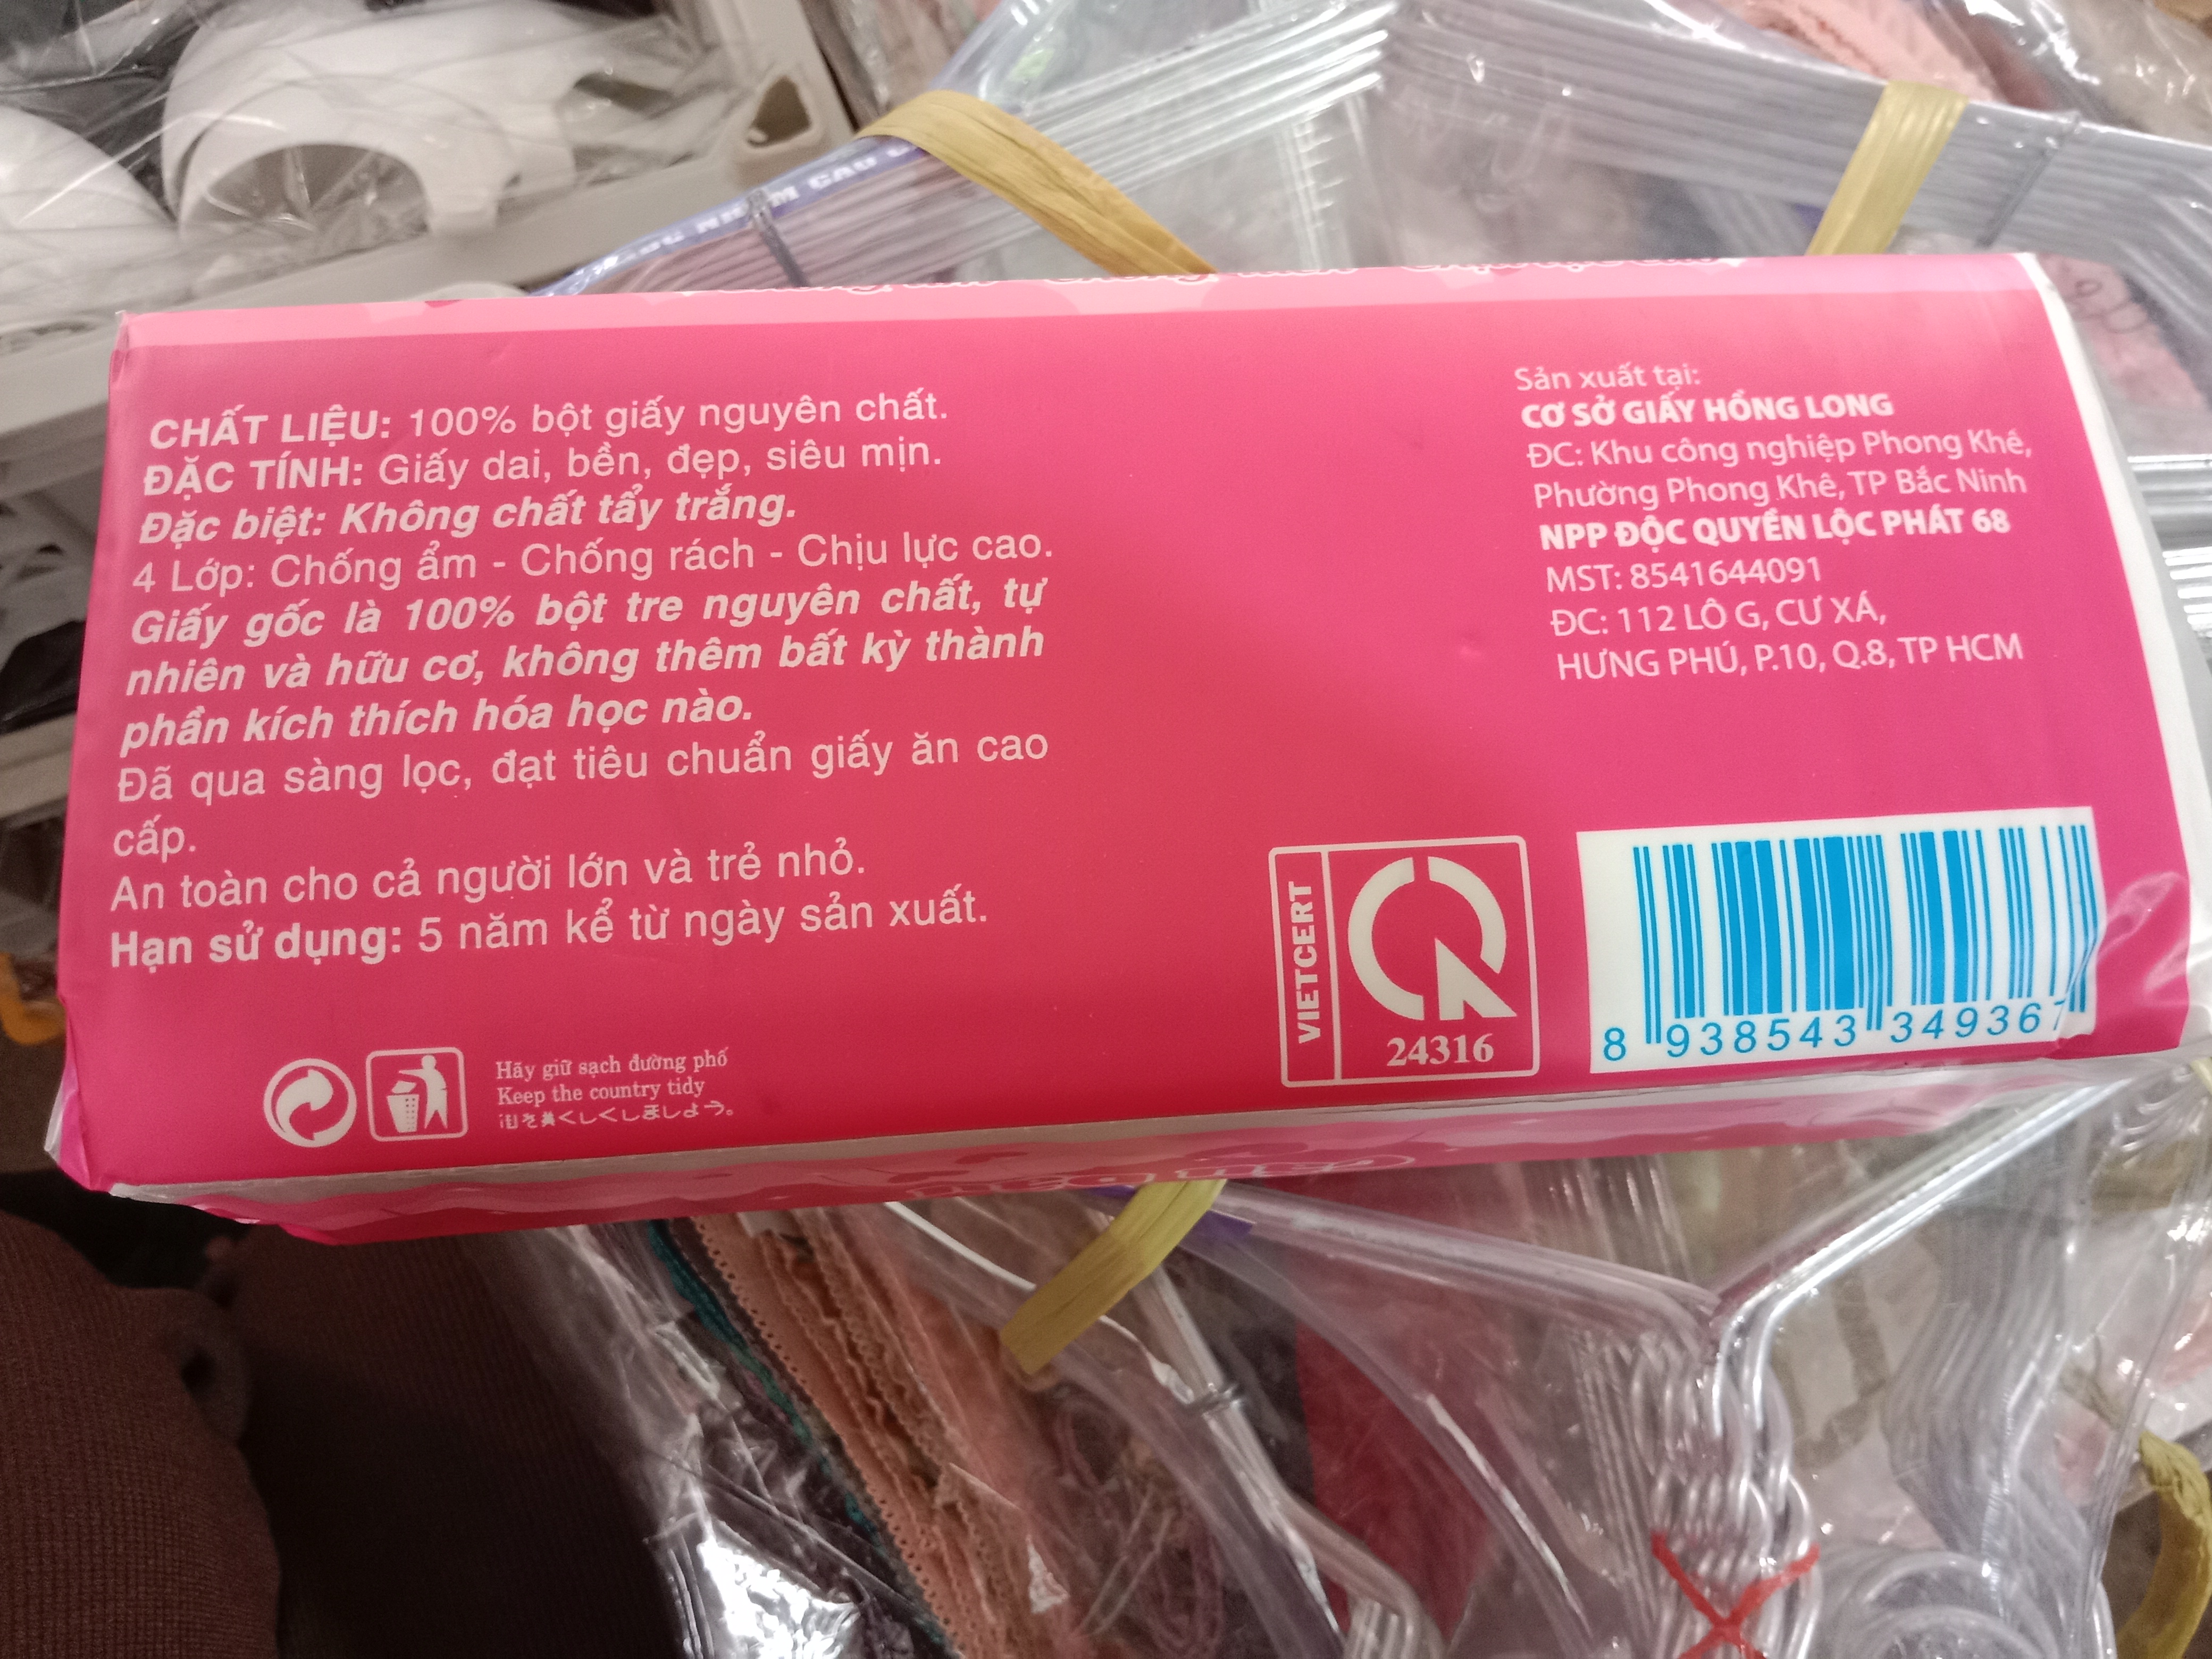 CHẤT LIỆU: 100% bột giấy nguyên chất.
ĐẶC TÍNH: Giấy dai, bền, đẹp, siêu mịn.
Đặc biệt: Không chất tẩy trắng.
4 Lớp: Chống ẩm - Chống rách - Chịu lực cao.
Giấy gốc là 100% bột tre nguyên chất, tự
nhiên và hữu cơ, không thêm bất kỳ thành
phần kích thích hóa học nào.
Đã qua sàng lọc, đạt tiêu chuẩn giấy ăn cao
cấp.
An toàn cho cả người lớn và trẻ nhỏ.
Hạn sử dụng: 5 năm kể từ ngày sản xuất.
Hãy giữ sạch đường phố
Keep the country tidy
くしくしましょう。
Sản xuất tại:
CƠ SỞ GIẤY HỒNG LONG
ĐC: Khu công nghiệp Phong Khê,
Phường Phong Khê, TP Bắc Ninh
NPP ĐỘC QUYỀN LỘC PHÁT 68
MST: 8541644091
ĐC: 112 LÔ G, CƯ XÁ,
HƯNG PHÚ, P.10, Q.8, TP HCM
VIETCERT
24316
8 938543 349367